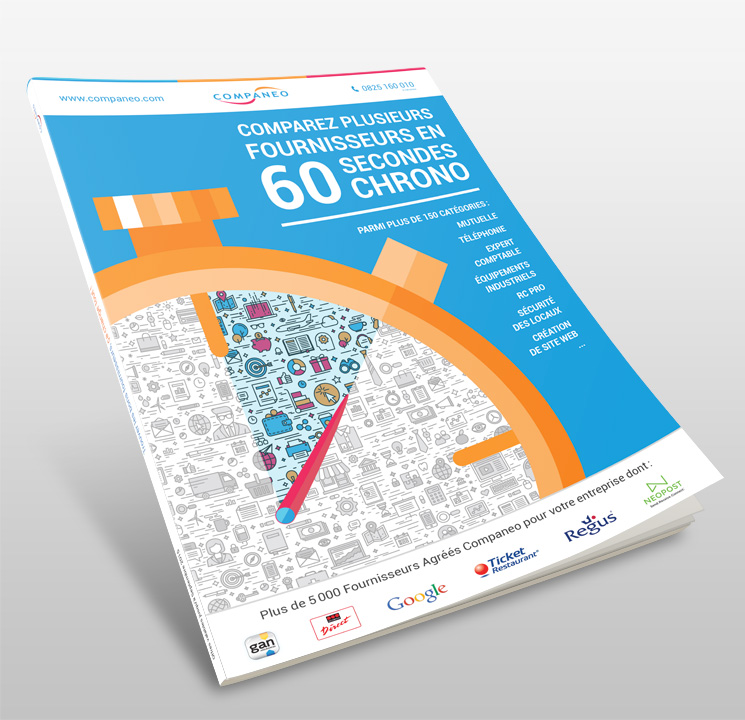 www.companeo.com
COMPANEO
0825 160 010
COMPAREZ PLUSIEURS
FOURNISSEURS EN
60 SECONDES
CHRONO
PARMI PLUS DE 150 CATÉGORIES :
MUTUELLE
TÉLÉPHONIE
EXPERT
COMPTABLE
ÉQUIPEMENTS
INDUSTRIELS
RC PRO
SÉCURITÉ
DES LOCAUX
CRÉATION
DE SITE WEB
...
Plus de 5 000 Fournisseurs Agréés Companeo pour votre entreprise dont :
gan
Direct
Google
Ticket
Restaurant®
Regus
NEOPOST